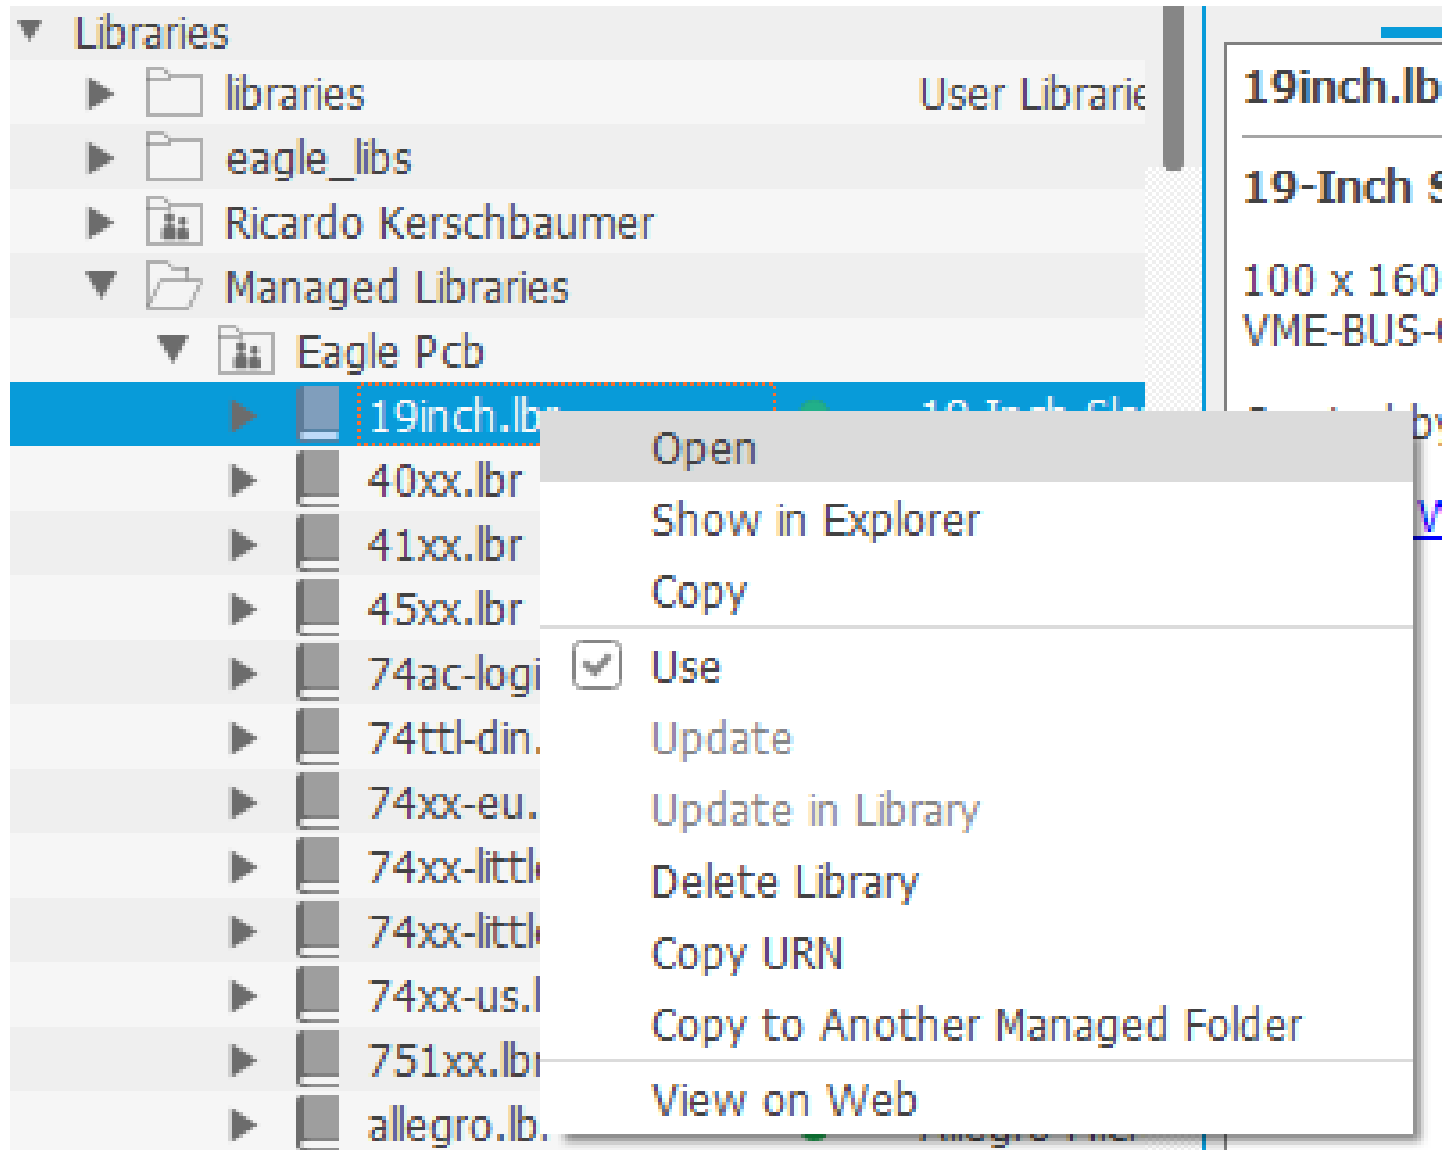 Libraries
libraries User Librarie
eagle_libs
Ricardo Kerschbaumer
Managed Libraries
Eagle Pcb
19inch.lbr
40xx.lbr
41xx.lbr
45xx.lbr
74ac-logi
74ttl-din.
74xx-eu.
74xx-little
74xx-little
74xx-us.l
751xx.lbr
allegro.lb
Open
Show in Explorer
Copy
Use
Update
Update in Library
Delete Library
Copy URN
Copy to Another Managed Folder
View on Web
19inch.lb
19-Inch S
100 x 160
VME-BUS-
by